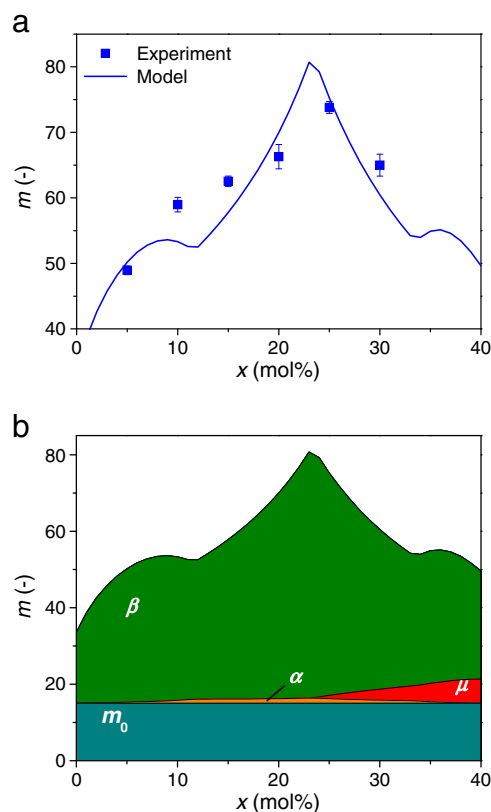 a
80
70
60
50
40
m (-)
Experiment
Model
0 10 20 30 40
x (mol%)
b
80
60
40
20
0
m (-)
β
α
μ
m₀
0 10 20 30 40
x (mol%)